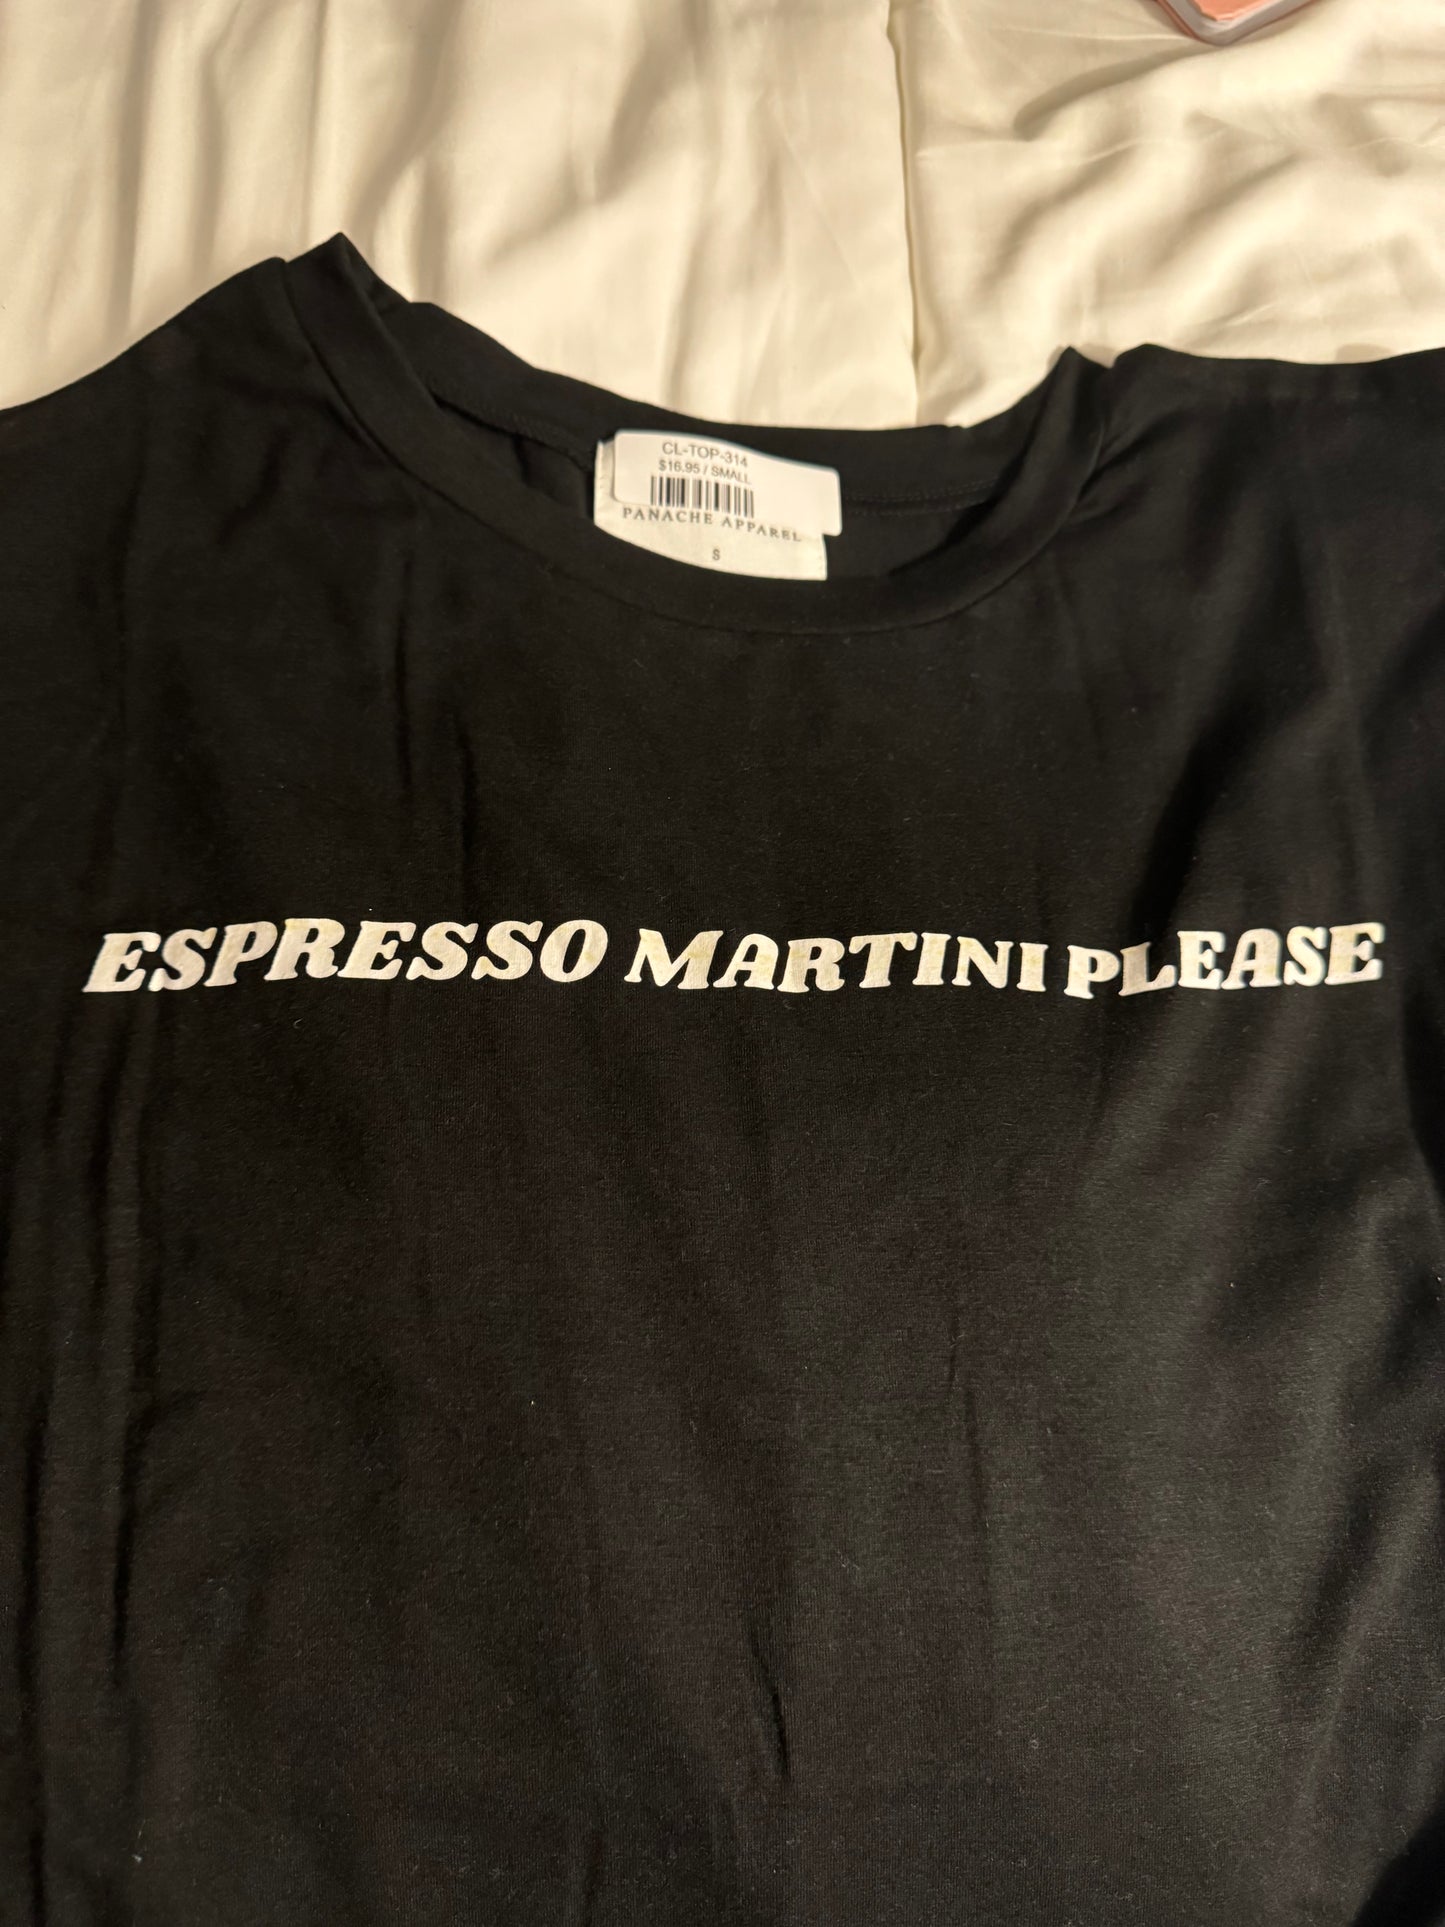 CL-TOP-314
$16.95 / SMALL
PANACHE APPAREL
S
ESPRESSO MARTINI PLEASE